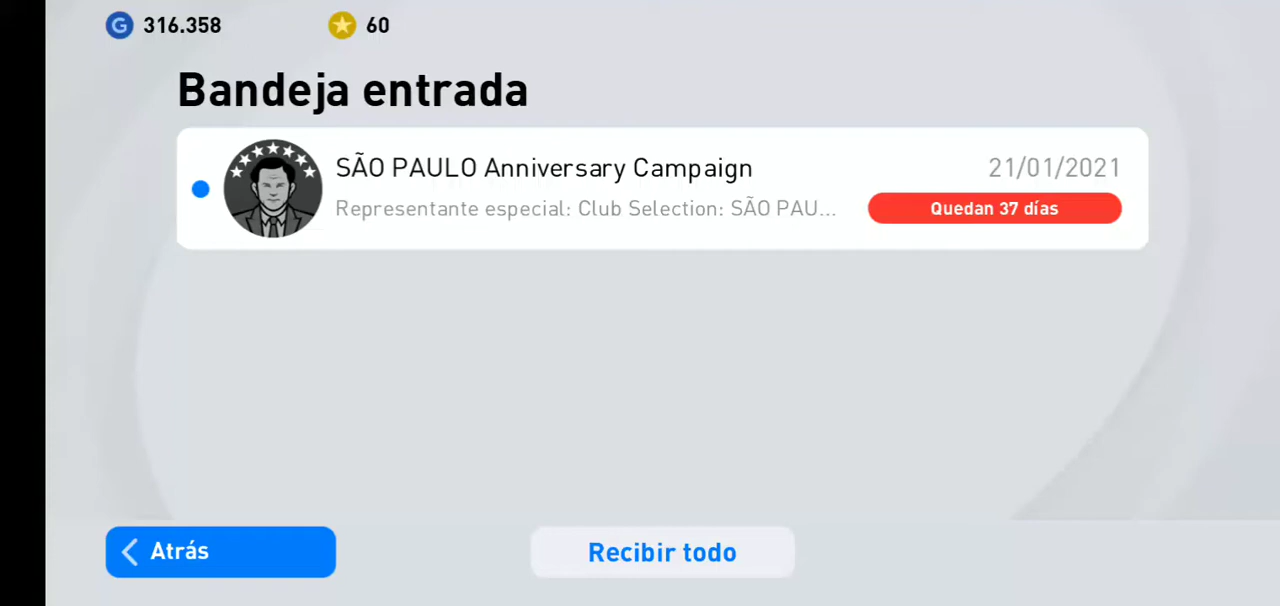 G 316.358 60
Bandeja entrada
SÃO PAULO Anniversary Campaign 21/01/2021
Representante especial: Club Selection: SÃO PAU... Quedan 37 días
Atrás Recibir todo